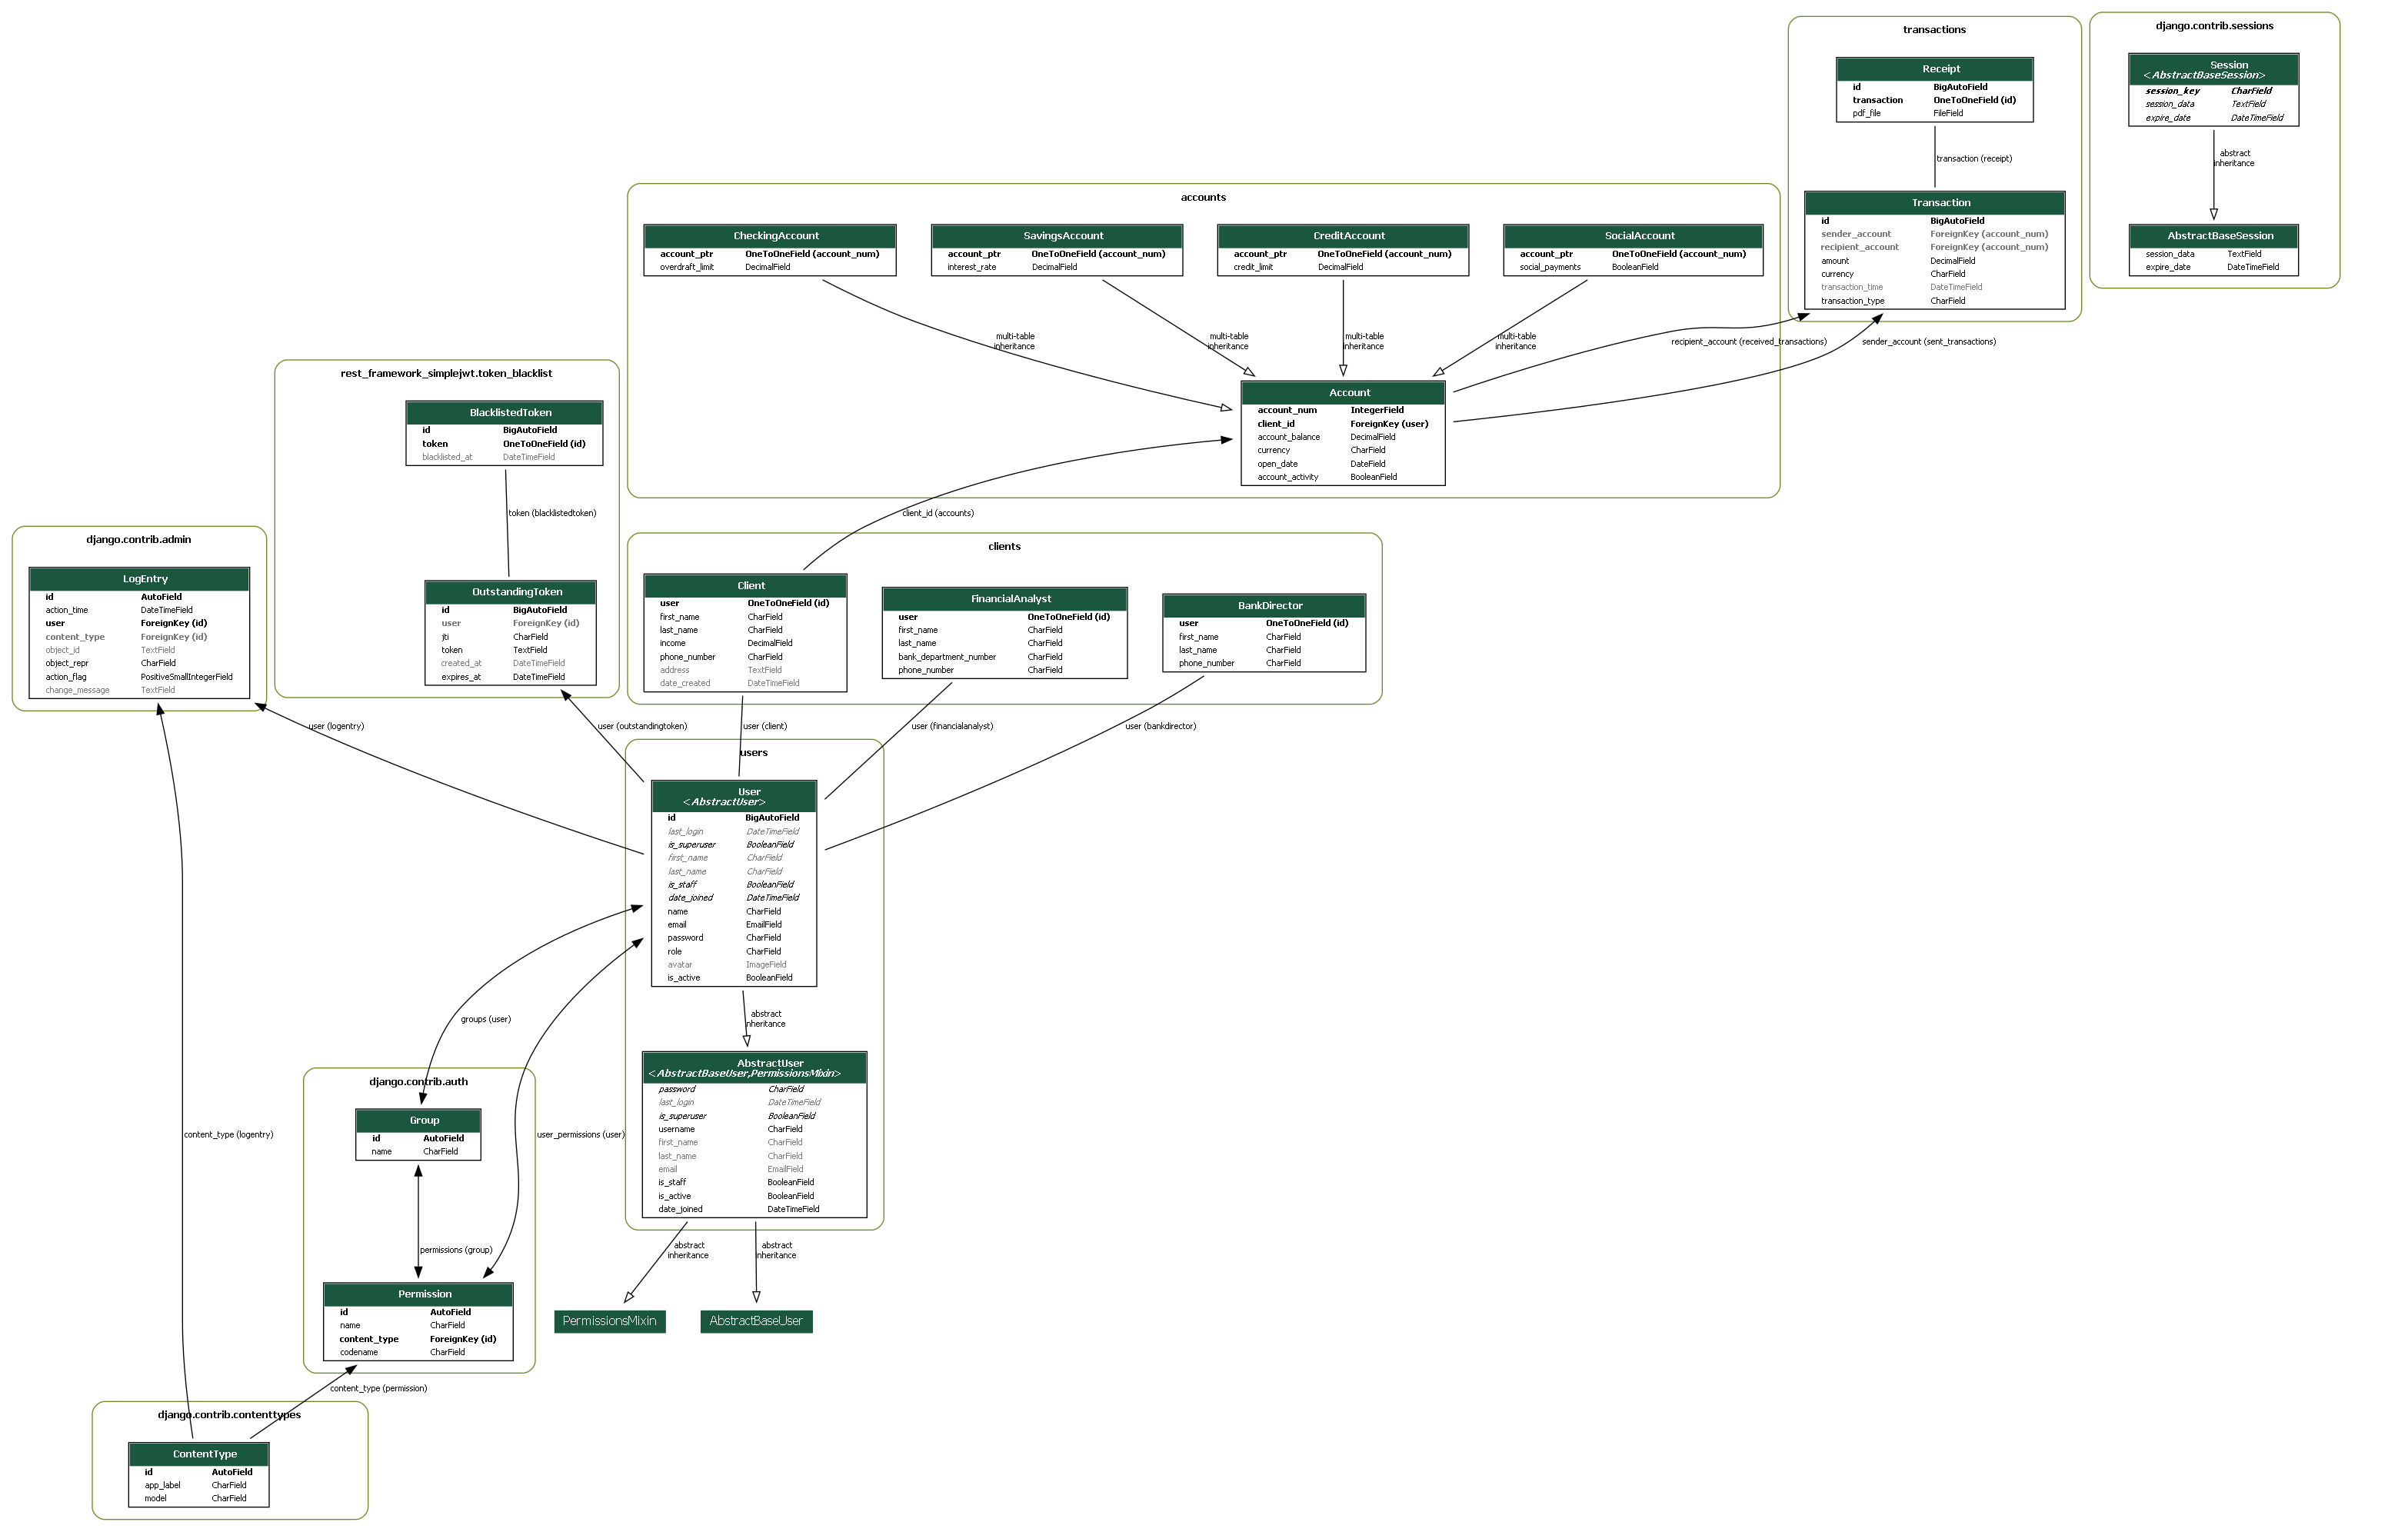 transactions
Receipt
id BigAutoField
transaction OneToOneField (id)
pdf_file FileField
transaction (receipt)
Transaction
id BigAutoField
sender_account ForeignKey (account_num)
recipient_account ForeignKey (account_num)
amount DecimalField
currency CharField
transaction_time DateTimeField
transaction_type CharField
django.contrib.sessions
Session
<AbstractBaseSession>
session_key CharField
session_data TextField
expire_date DateTimeField
abstract
inheritance
AbstractBaseSession
session_data TextField
expire_date DateTimeField
accounts
CheckingAccount
account_ptr OneToOneField (account_num)
overdraft_limit DecimalField
SavingsAccount
account_ptr OneToOneField (account_num)
interest_rate DecimalField
CreditAccount
account_ptr OneToOneField (account_num)
credit_limit DecimalField
SocialAccount
account_ptr OneToOneField (account_num)
social_payments BooleanField
multi-table
inheritance
multi-table
inheritance
multi-table
inheritance
multi-table
inheritance
recipient_account (received_transactions)
sender_account (sent_transactions)
Account
account_num IntegerField
client_id ForeignKey (user)
account_balance DecimalField
currency CharField
open_date DateField
account_activity BooleanField
client_id (accounts)
rest_framework_simplejwt.token_blacklist
BlacklistedToken
id BigAutoField
token OneToOneField (id)
blacklisted_at DateTimeField
token (blacklistedtoken)
OutstandingToken
id BigAutoField
user ForeignKey (id)
jti CharField
token TextField
created_at DateTimeField
expires_at DateTimeField
django.contrib.admin
LogEntry
id AutoField
action_time DateTimeField
user ForeignKey (id)
content_type ForeignKey (id)
object_id TextField
object_repr CharField
action_flag PositiveSmallIntegerField
change_message TextField
clients
Client
user OneToOneField (id)
first_name CharField
last_name CharField
income DecimalField
phone_number CharField
address TextField
date_created DateTimeField
FinancialAnalyst
user OneToOneField (id)
first_name CharField
last_name CharField
bank_department_number CharField
phone_number CharField
BankDirector
user OneToOneField (id)
first_name CharField
last_name CharField
phone_number CharField
user (logentry)
user (outstandingtoken)
user (client)
user (financialanalyst)
user (bankdirector)
users
User
<AbstractUser>
id BigAutoField
last_login DateTimeField
is_superuser BooleanField
first_name CharField
last_name CharField
is_staff BooleanField
date_joined DateTimeField
name CharField
email EmailField
password CharField
role CharField
avatar ImageField
is_active BooleanField
abstract
inheritance
AbstractUser
<AbstractBaseUser,PermissionsMixin>
password CharField
last_login DateTimeField
is_superuser BooleanField
username CharField
first_name CharField
last_name CharField
email EmailField
is_staff BooleanField
is_active BooleanField
date_joined DateTimeField
abstract
inheritance
abstract
inheritance
PermissionsMixin
AbstractBaseUser
groups (user)
user_permissions (user)
content_type (logentry)
django.contrib.auth
Group
id AutoField
name CharField
permissions (group)
Permission
id AutoField
name CharField
content_type ForeignKey (id)
codename CharField
content_type (permission)
django.contrib.contenttypes
ContentType
id AutoField
app_label CharField
model CharField